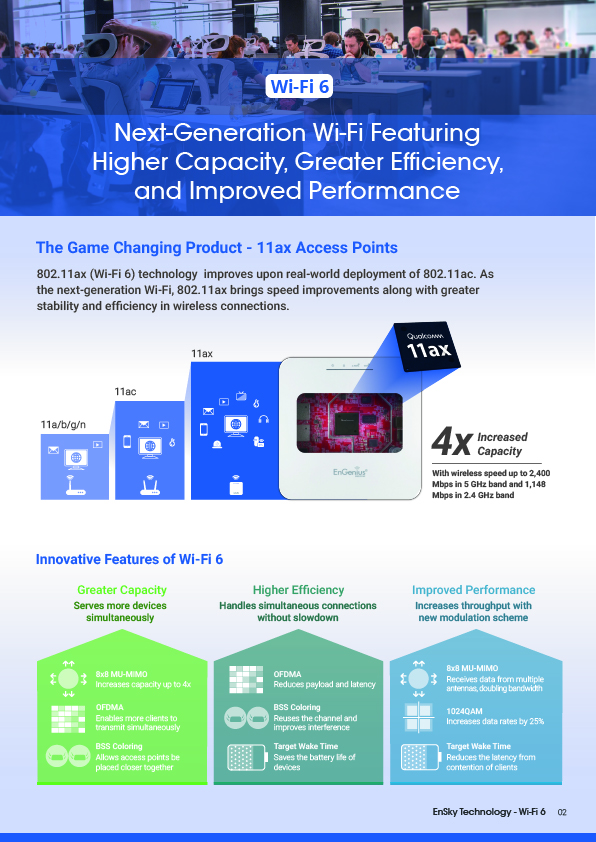 Wi-Fi 6
Next-Generation Wi-Fi Featuring
Higher Capacity, Greater Efficiency,
and Improved Performance
The Game Changing Product - 11ax Access Points
802.11ax (Wi-Fi 6) technology improves upon real-world deployment of 802.11ac. As
the next-generation Wi-Fi, 802.11ax brings speed improvements along with greater
stability and efficiency in wireless connections.
Qualcomm
11ax
11ax
11ac
11a/b/g/n
EnGenius
4x Increased
Capacity
With wireless speed up to 2,400
Mbps in 5 GHz band and 1,148
Mbps in 2.4 GHz band
Innovative Features of Wi-Fi 6
Greater Capacity
Serves more devices
simultaneously
8x8 MU-MIMO
Increases capacity up to 4x
OFDMA
Enables more clients to
transmit simultaneously
BSS Coloring
Allows access points be
placed closer together
Higher Efficiency
Handles simultaneous connections
without slowdown
OFDMA
Reduces payload and latency
BSS Coloring
Reuses the channel and
improves interference
Target Wake Time
Saves the battery life of
devices
Improved Performance
Increases throughput with
new modulation scheme
8x8 MU-MIMO
Receives data from multiple
antennas, doubling bandwidth
1024QAM
Increases data rates by 25%
Target Wake Time
Reduces the latency from
contention of clients
EnSky Technology - Wi-Fi 6 02